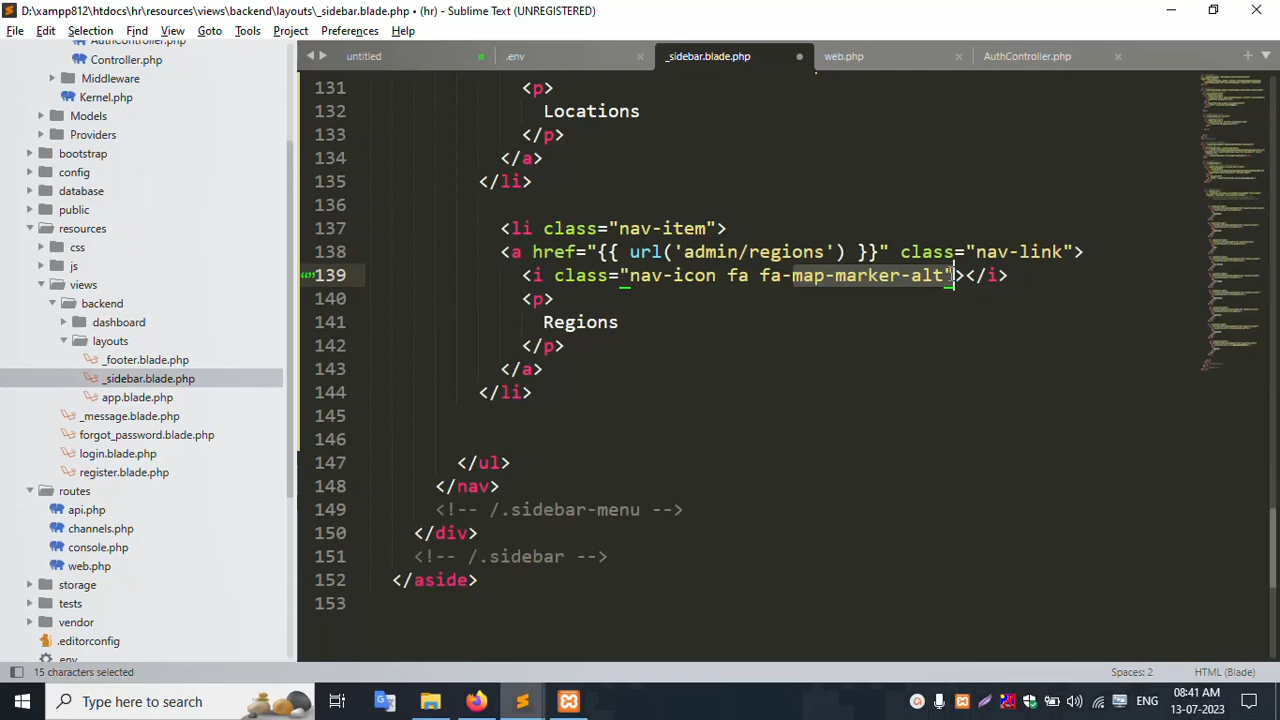 D:\xampp812\htdocs\hr\resources\views\backend\layouts\_sidebar.blade.php • (hr) - Sublime Text (UNREGISTERED)
File Edit Selection Find View Goto Tools Project Preferences Help
AuthController.php
Controller.php
Middleware
Kernel.php
Models
Providers
bootstrap
config
database
public
resources
css
js
views
backend
dashboard
layouts
_footer.blade.php
_sidebar.blade.php
app.blade.php
_message.blade.php
forgot_password.blade.php
login.blade.php
register.blade.php
routes
api.php
channels.php
console.php
web.php
storage
tests
vendor
.editorconfig
.env
untitled .env _sidebar.blade.php web.php AuthController.php
131 <p>
132 Locations
133 </p>
134 </a>
135 </li>
136
137 <li class="nav-item">
138 <a href="{{ url('admin/regions') }}" class="nav-link">
139 <i class="nav-icon fa fa-map-marker-alt"></i>
140 <p>
141 Regions
142 </p>
143 </a>
144 </li>
145
146
147 </ul>
148 </nav>
149 <!-- /.sidebar-menu -->
150 </div>
151 <!-- /.sidebar -->
152 </aside>
153
15 characters selected Spaces: 2 HTML (Blade)
Type here to search ENG 08:41 AM
13-07-2023